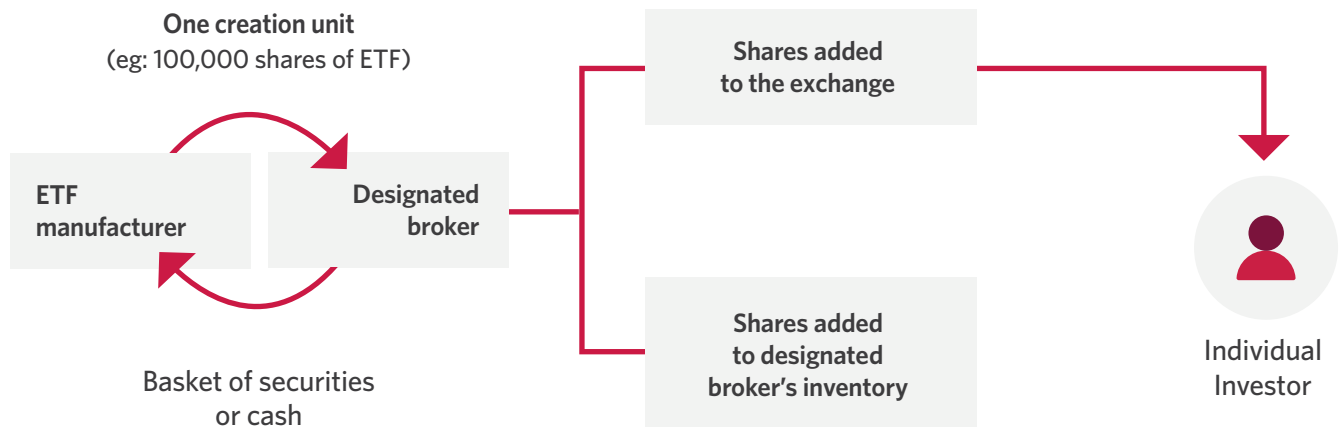 One creation unit
(eg: 100,000 shares of ETF)
ETF
manufacturer
Designated
broker
Basket of securities
or cash
Shares added
to the exchange
Shares added
to designated
broker's inventory
Individual
Investor